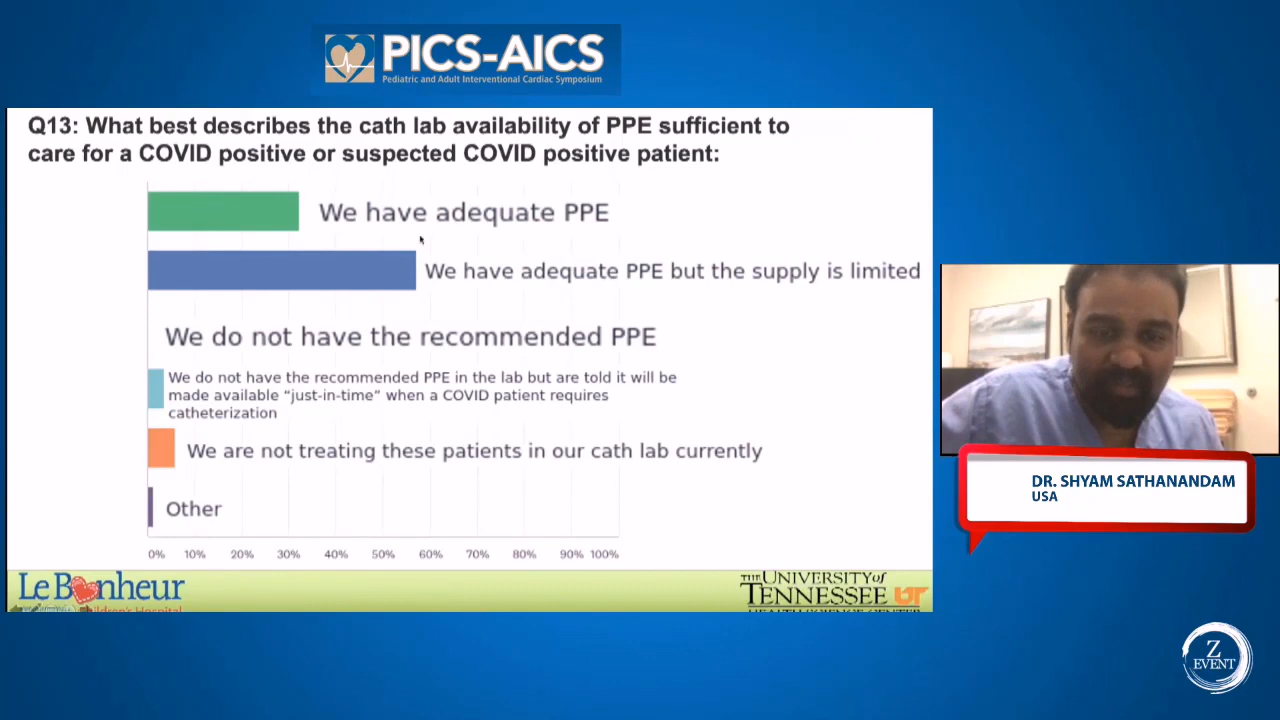 PICS-AICS
Pediatric and Adult Interventional Cardiac Symposium
Q13: What best describes the cath lab availability of PPE sufficient to
care for a COVID positive or suspected COVID positive patient:
We have adequate PPE
We have adequate PPE but the supply is limited
We do not have the recommended PPE
We do not have the recommended PPE in the lab but are told it will be
made available “just-in-time” when a COVID patient requires
catheterization
We are not treating these patients in our cath lab currently
Other
0% 10% 20% 30% 40% 50% 60% 70% 80% 90% 100%
Le Bonheur
Children's Hospital
THE UNIVERSITY of
TENNESSEE UT
HEALTH SCIENCE CENTER
DR. SHYAM SATHANANDAM
USA
Z
EVENT